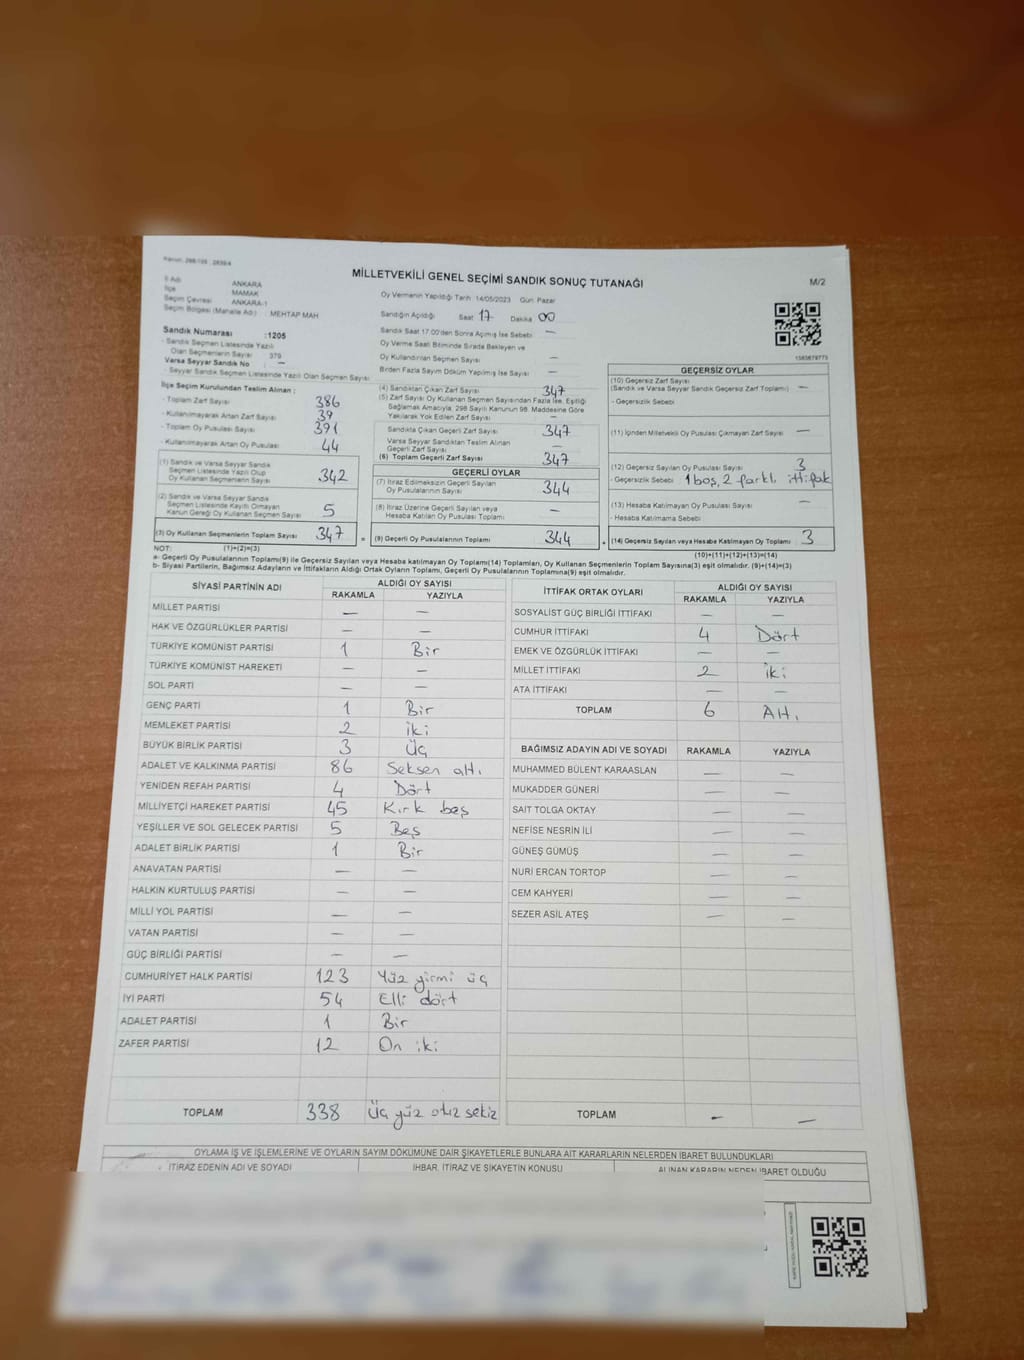 MİLLETVEKİLİ GENEL SEÇİMİ SANDIK SONUÇ TUTANAĞI
M/2
İl Adı ANKARA
İlçe MAMAK
Seçim Çevresi ANKARA-1
Seçim Bölgesi (Mahalle Adı) : MEHTAP MAH
Oy Vermenin Yapıldığı Tarih 14/05/2023 Gün Pazar
Sandığın Açıldığı Saat 17 Dakika 00
Sandık Numarası :1205
- Sandık Seçmen Listesinde Yazılı Olan Seçmenlerin Sayısı 379
Varsa Seyyar Sandık No : —
- Seyyar Sandık Seçmen Listesinde Yazılı Olan Seçmen Sayısı
Sandık Saat 17.00'den Sonra Açılmış İse Sebebi —
Oy Verme Saati Bitiminde Sırada Bekleyen ve
Oy Kullandırılan Seçmen Sayısı —
Birden Fazla Sayım Döküm Yapılmış İse Sayısı —
İlçe Seçim Kurulundan Teslim Alınan ;
- Toplam Zarf Sayısı 386
- Kullanılmayarak Artan Zarf Sayısı 39
- Toplam Oy Pusulası Sayısı 391
- Kullanılmayarak Artan Oy Pusulası 44
(1) Sandık ve Varsa Seyyar Sandık
Seçmen Listesinde Yazılı Olup
Oy Kullanan Seçmenlerin Sayısı 342
(2) Sandık ve Varsa Seyyar Sandık
Seçmen Listesinde Kayıtlı Olmayan
Kanun Gereği Oy Kullanan Seçmen Sayısı 5
(3) Oy Kullanan Seçmenlerin Toplam Sayısı 347
(4) Sandıktan Çıkan Zarf Sayısı 347
(5) Zarf Sayısı Oy Kullanan Seçmen Sayısından Fazla İse, Eşitliği
Sağlamak Amacıyla, 298 Sayılı Kanunun 98. Maddesine Göre
Yakılarak Yok Edilen Zarf Sayısı —
Sandıkta Çıkan Geçerli Zarf Sayısı 347
Varsa Seyyar Sandıktan Teslim Alınan
Geçerli Zarf Sayısı —
(6) Toplam Geçerli Zarf Sayısı 347
GEÇERLİ OYLAR
(7) İtiraz Edilmeksizin Geçerli Sayılan
Oy Pusulalarının Sayısı 344
(8) İtiraz Üzerine Geçerli Sayılan veya
Hesaba Katılan Oy Pusulası Toplamı —
= (9) Geçerli Oy Pusulalarının Toplamı 344
1583679773
GEÇERSİZ OYLAR
(10) Geçersiz Zarf Sayısı
(Sandık ve Varsa Seyyar Sandık Geçersiz Zarf Toplamı) —
- Geçersizlik Sebebi
(11) İçinden Milletvekili Oy Pusulası Çıkmayan Zarf Sayısı —
(12) Geçersiz Sayılan Oy Pusulası Sayısı 3
- Geçersizlik Sebebi 1 boş, 2 farklı ittifak
(13) Hesaba Katılmayan Oy Pusulası Sayısı —
- Hesaba Katılmama Sebebi
+ (14) Geçersiz Sayılan veya Hesaba Katılmayan Oy Toplamı 3
NOT: (1)+(2)=(3)
(10)+(11)+(12)+(13)=(14)
a- Geçerli Oy Pusulalarının Toplamı(9) ile Geçersiz Sayılan veya Hesaba katılmayan Oy Toplamı(14) Toplamları, Oy Kullanan Seçmenlerin Toplam Sayısına(3) eşit olmalıdır. (9)+(14)=(3)
b- Siyasi Partilerin, Bağımsız Adayların ve İttifakların Aldığı Ortak Oyların Toplamı, Geçerli Oy Pusulalarının Toplamına(9) eşit olmalıdır.
SİYASİ PARTİNİN ADI ALDIĞI OY SAYISI
RAKAMLA YAZIYLA
MİLLET PARTİSİ — —
HAK VE ÖZGÜRLÜKLER PARTİSİ — —
TÜRKİYE KOMÜNİST PARTİSİ 1 Bir
TÜRKİYE KOMÜNİST HAREKETİ — —
SOL PARTİ — —
GENÇ PARTİ 1 Bir
MEMLEKET PARTİSİ 2 iki
BÜYÜK BİRLİK PARTİSİ 3 Üç
ADALET VE KALKINMA PARTİSİ 86 Seksen altı
YENİDEN REFAH PARTİSİ 4 Dört
MİLLİYETÇİ HAREKET PARTİSİ 45 Kırk beş
YEŞİLLER VE SOL GELECEK PARTİSİ 5 Beş
ADALET BİRLİK PARTİSİ 1 Bir
ANAVATAN PARTİSİ — —
HALKIN KURTULUŞ PARTİSİ — —
MİLLİ YOL PARTİSİ — —
VATAN PARTİSİ — —
GÜÇ BİRLİĞİ PARTİSİ — —
CUMHURİYET HALK PARTİSİ 123 Yüz yirmi üç
İYİ PARTİ 54 Elli dört
ADALET PARTİSİ 1 Bir
ZAFER PARTİSİ 12 On iki
TOPLAM 338 Üç yüz otuz sekiz
İTTİFAK ORTAK OYLARI ALDIĞI OY SAYISI
RAKAMLA YAZIYLA
SOSYALİST GÜÇ BİRLİĞİ İTTİFAKI — —
CUMHUR İTTİFAKI 4 Dört
EMEK VE ÖZGÜRLÜK İTTİFAKI — —
MİLLET İTTİFAKI 2 iki
ATA İTTİFAKI — —
TOPLAM 6 Altı
BAĞIMSIZ ADAYIN ADI VE SOYADI RAKAMLA YAZIYLA
MUHAMMED BÜLENT KARAASLAN — —
MUKADDER GÜNERİ — —
SAİT TOLGA OKTAY — —
NEFİSE NESRİN İLİ — —
GÜNEŞ GÜMÜŞ — —
NURİ ERCAN TORTOP — —
CEM KAHYERİ — —
SEZER ASİL ATEŞ — —
TOPLAM — —
OYLAMA İŞ VE İŞLEMLERİNE VE OYLARIN SAYIM DÖKÜMÜNE DAİR ŞİKAYETLERLE BUNLARA AİT KARARLARIN NELERDEN İBARET BULUNDUKLARI
İTİRAZ EDENİN ADI VE SOYADI İHBAR, İTİRAZ VE ŞİKAYETİN KONUSU ALINAN KARARIN NEDEN İBARET OLDUĞU